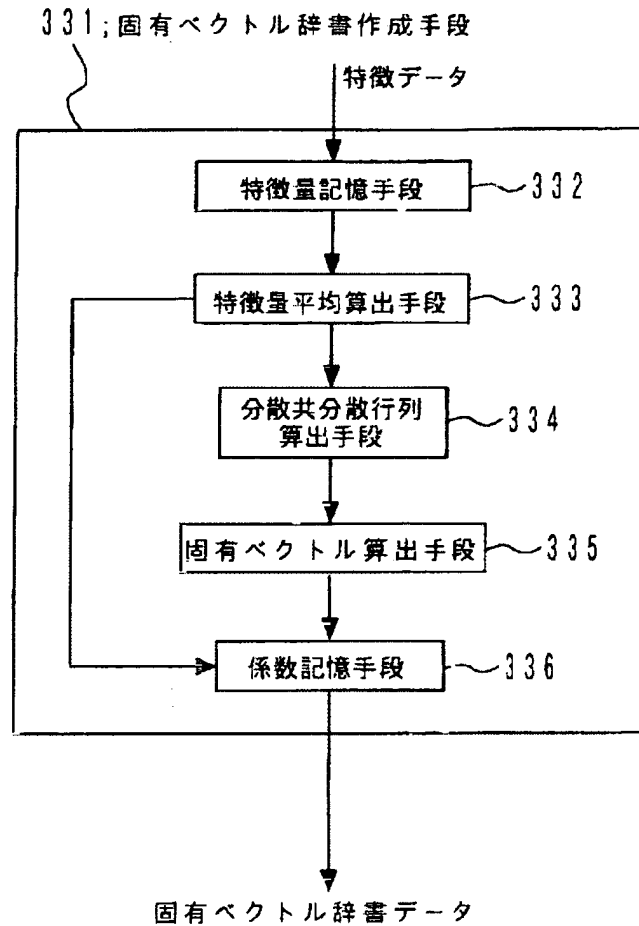 331;固有ベクトル辞書作成手段
特徴データ
特徴量記憶手段 332
特徴量平均算出手段 333
分散共分散行列
算出手段 334
固有ベクトル算出手段 335
係数記憶手段 336
固有ベクトル辞書データ